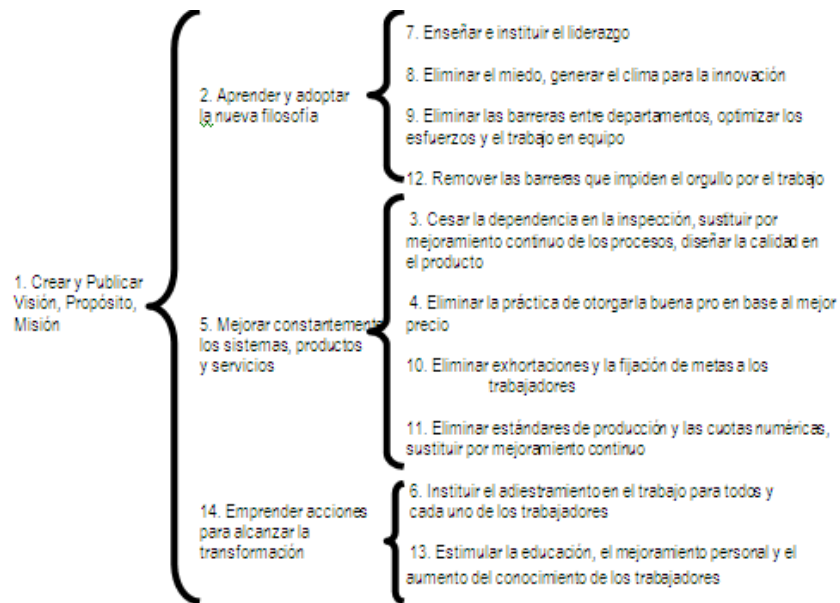 1. Crear y Publicar
Visión, Propósito,
Misión
2. Aprender y adoptar
la nueva filosofía
7. Enseñar e instituir el liderazgo
8. Eliminar el miedo, generar el clima para la innovación
9. Eliminar las barreras entre departamentos, optimizar los
esfuerzos y el trabajo en equipo
12. Remover las barreras que impiden el orgullo por el trabajo
5. Mejorar constantemente
los sistemas, productos
y servicios
3. Cesar la dependencia en la inspección, sustituir por
mejoramiento continuo de los procesos, diseñar la calidad en
el producto
4. Eliminar la práctica de otorgar la buena pro en base al mejor
precio
10. Eliminar exhortaciones y la fijación de metas a los
trabajadores
11. Eliminar estándares de producción y las cuotas numéricas,
sustituir por mejoramiento continuo
14. Emprender acciones
para alcanzar la
transformación
6. Instituir el adiestramiento en el trabajo para todos y
cada uno de los trabajadores
13. Estimular la educación, el mejoramiento personal y el
aumento del conocimiento de los trabajadores